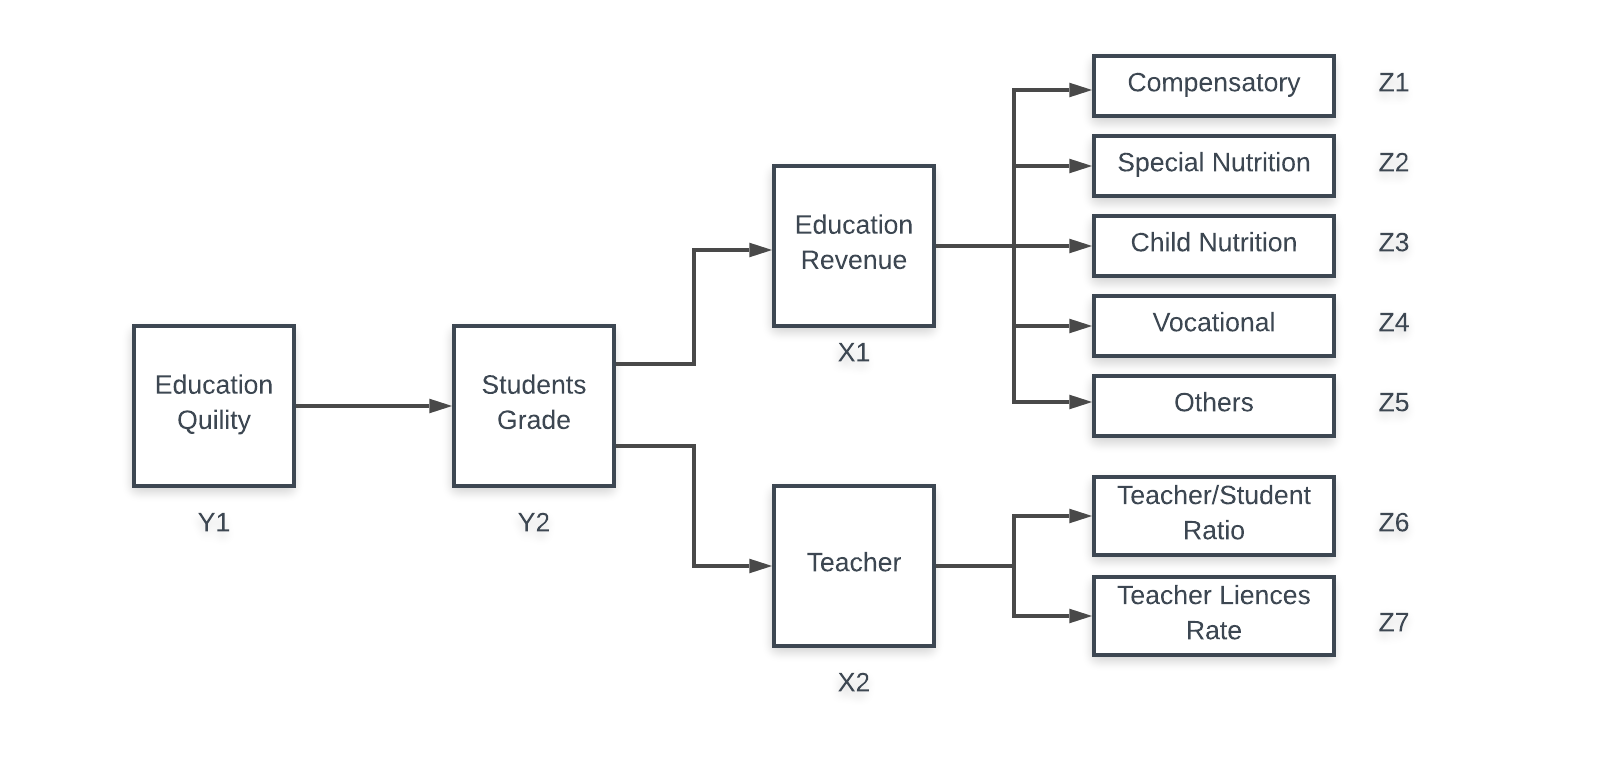 Compensatory
Z1
Special Nutrition
Z2
Child Nutrition
Z3
Vocational
Z4
Others
Z5
Education
Revenue
X1
Education
Quility
Y1
Students
Grade
Y2
Teacher
X2
Teacher/Student
Ratio
Z6
Teacher Liences
Rate
Z7